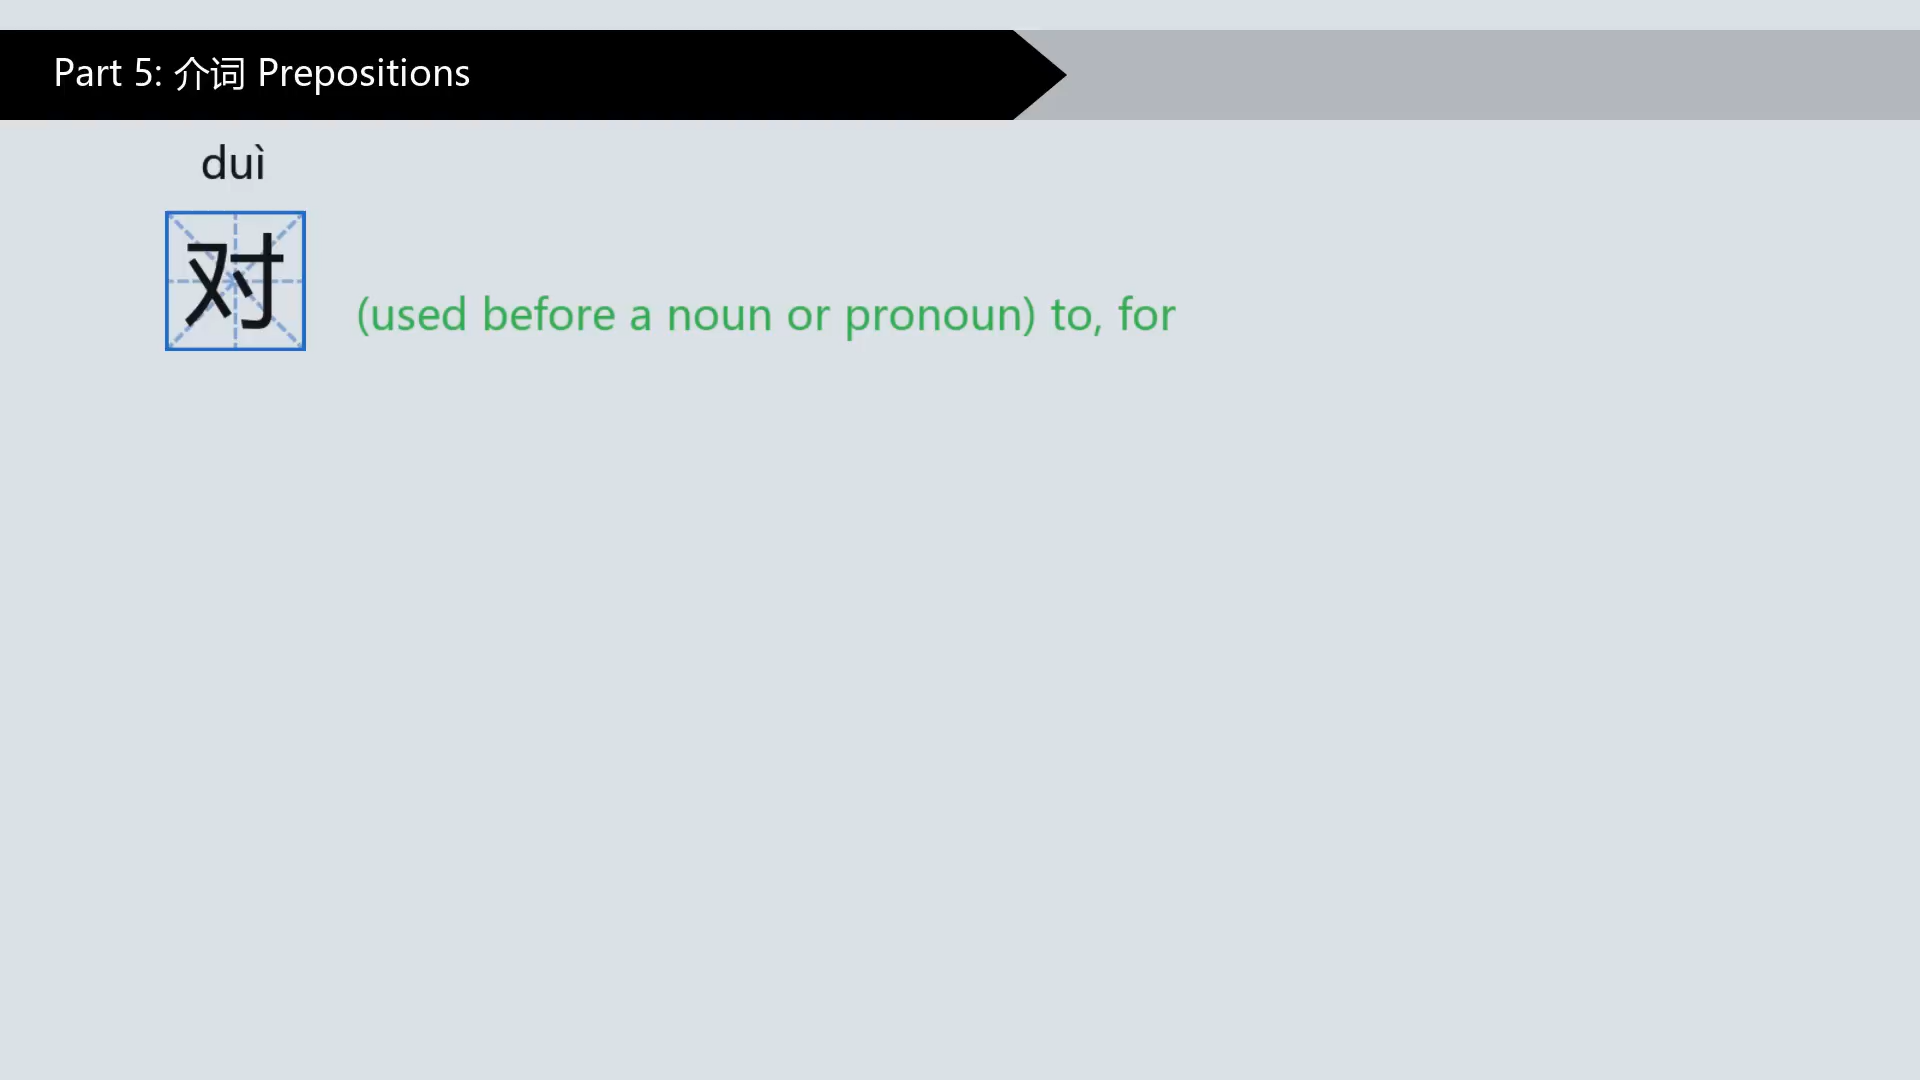 Part 5: 介词 Prepositions
duì
对
(used before a noun or pronoun) to, for